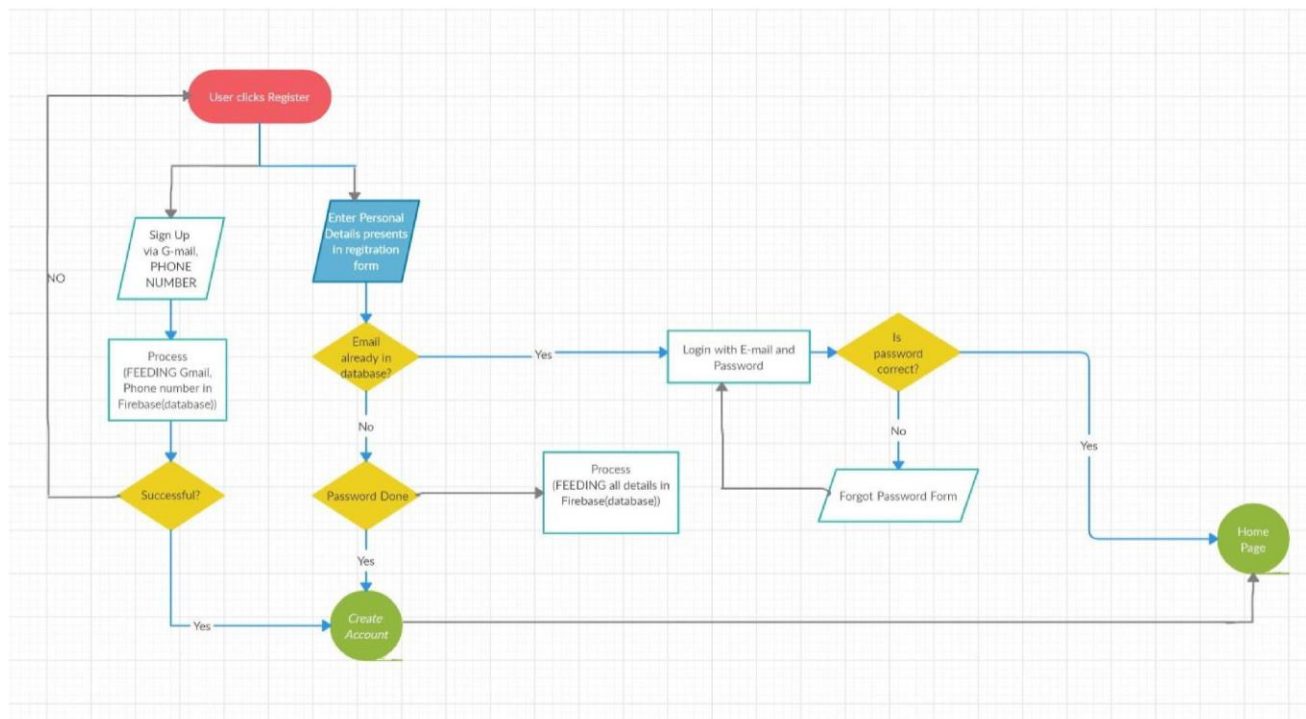 User clicks Register
Sign Up
via G-mail,
PHONE
NUMBER
Enter Personal
Details presents
in regitration
form
NO
Process
(FEEDING Gmail,
Phone number in
Firebase(database))
Email
already in
database?
Yes
Login with E-mail and
Password
Is
password
correct?
No
No
Yes
Successful?
Password Done
Process
(FEEDING all details in
Firebase(database))
Forgot Password Form
Home
Page
Yes
Yes
Create
Account